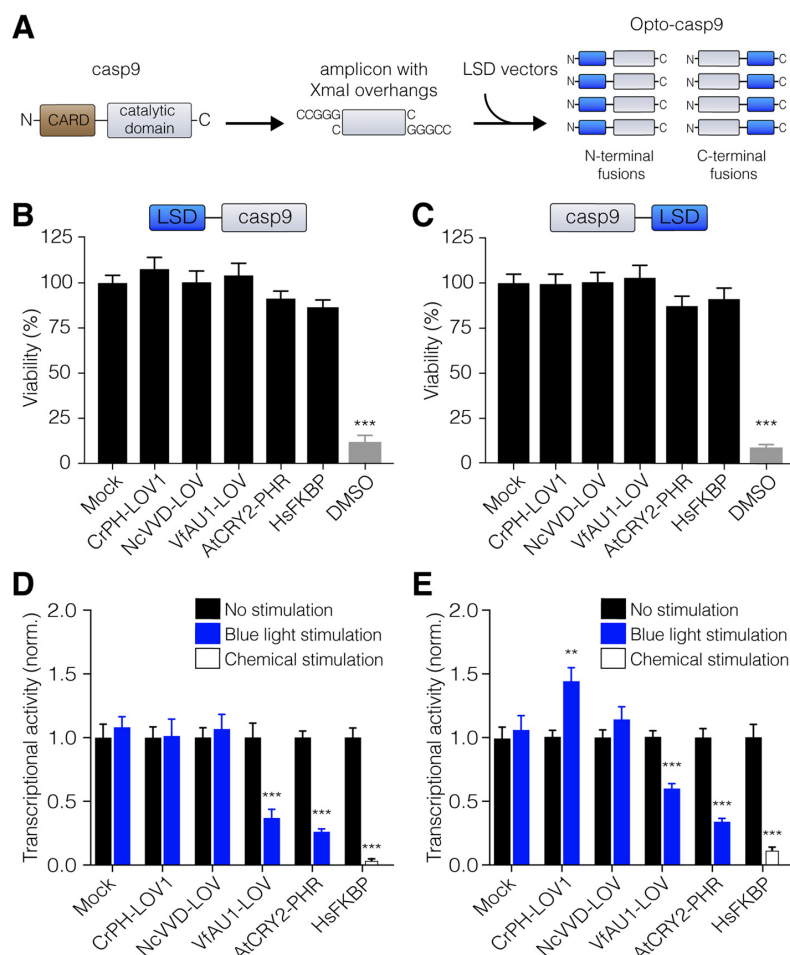 A
casp9
N
CARD
catalytic
domain
C
amplicon with
XmaI overhangs
CCGGG
C
C
GGGCC
LSD vectors
Opto-casp9
N C N C
N C N C
N C N C
N C N C
N-terminal
fusions
C-terminal
fusions
B
LSD casp9
Viability (%)
125
100
75
50
25
0
***
Mock
CrPH-LOV1
NcVVD-LOV
VfAU1-LOV
AtCRY2-PHR
HsFKBP
DMSO
C
casp9 LSD
Viability (%)
125
100
75
50
25
0
***
Mock
CrPH-LOV1
NcVVD-LOV
VfAU1-LOV
AtCRY2-PHR
HsFKBP
DMSO
D
Transcriptional activity (norm.)
2.0
1.5
1.0
0.5
0.0
No stimulation
Blue light stimulation
Chemical stimulation
***
***
***
Mock
CrPH-LOV1
NcVVD-LOV
VfAU1-LOV
AtCRY2-PHR
HsFKBP
E
Transcriptional activity (norm.)
2.0
1.5
1.0
0.5
0.0
No stimulation
Blue light stimulation
Chemical stimulation
**
***
***
***
Mock
CrPH-LOV1
NcVVD-LOV
VfAU1-LOV
AtCRY2-PHR
HsFKBP